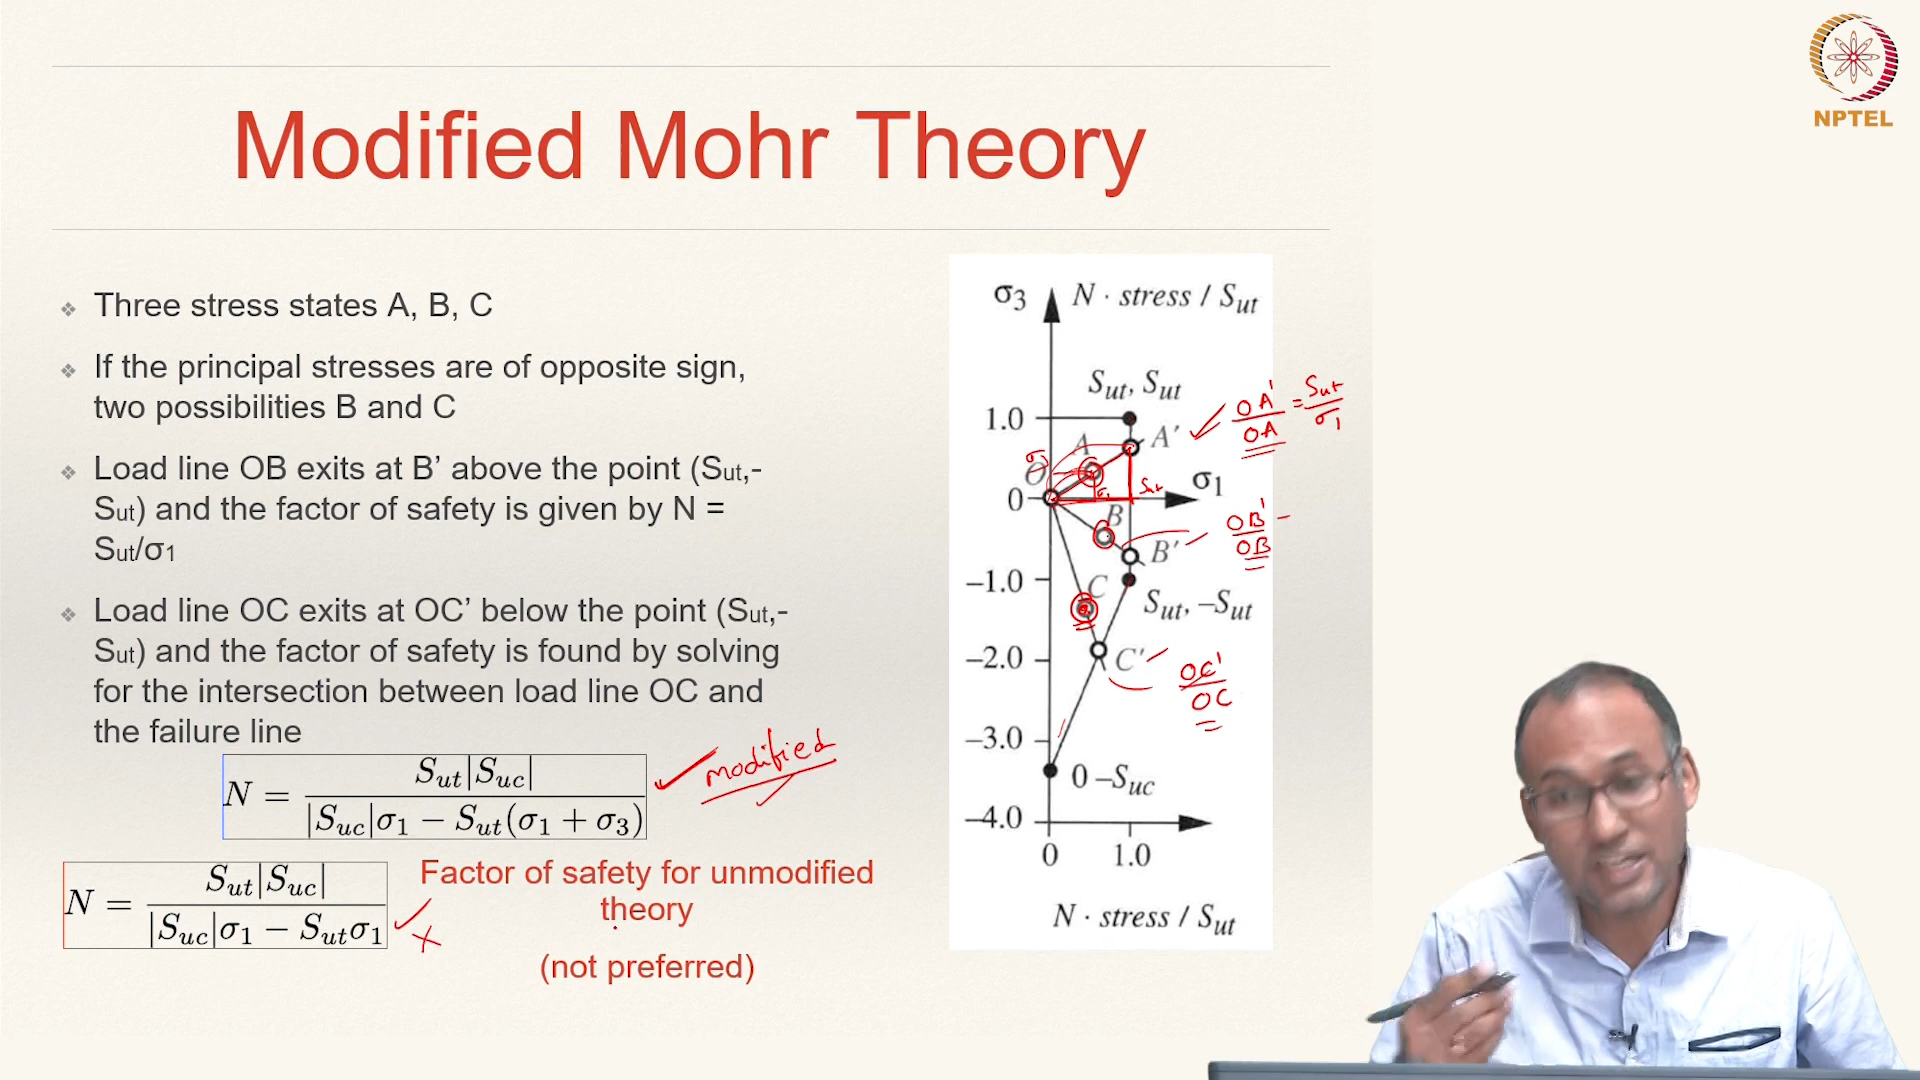 NPTEL
Modified Mohr Theory
❖ Three stress states A, B, C
❖ If the principal stresses are of opposite sign,
two possibilities B and C
❖ Load line OB exits at B’ above the point (Sut,-
Sut) and the factor of safety is given by N =
Sut/σ1
❖ Load line OC exits at OC’ below the point (Sut,-
Sut) and the factor of safety is found by solving
for the intersection between load line OC and
the failure line
N = Sut|Suc| / (|Suc|σ1 − Sut(σ1 + σ3))
modified
N = Sut|Suc| / (|Suc|σ1 − Sutσ1)
Factor of safety for unmodified
theory
(not preferred)
σ3 N · stress / Sut
Sut, Sut
1.0
A A'
OA'/OA = Sut/σ1
O
σ3
0
σ1 Sut
σ1
B
B'
OB'/OB
−1.0
C
Sut, −Sut
−2.0
C'
OC'/OC
−3.0
0 −Suc
−4.0
0 1.0
N · stress / Sut